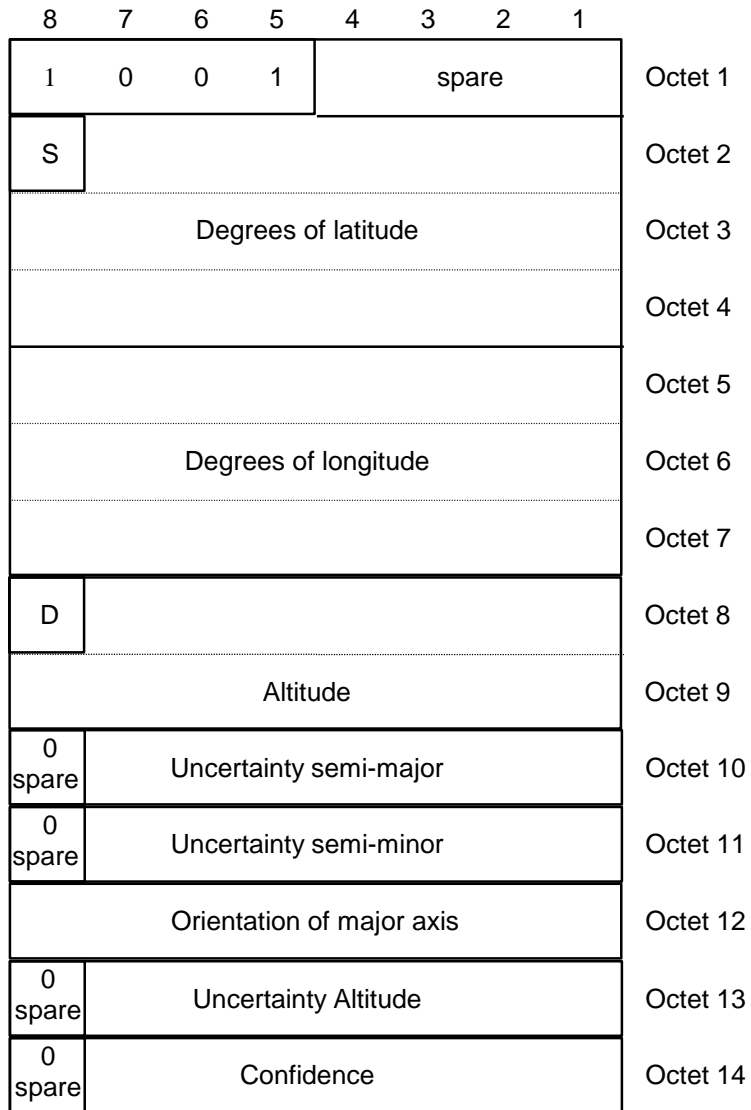 8 7 6 5 4 3 2 1
1 0 0 1 spare Octet 1
S Octet 2
Degrees of latitude Octet 3
Octet 4
Octet 5
Degrees of longitude Octet 6
Octet 7
D Octet 8
Altitude Octet 9
0
spare Uncertainty semi-major Octet 10
0
spare Uncertainty semi-minor Octet 11
Orientation of major axis Octet 12
0
spare Uncertainty Altitude Octet 13
0
spare Confidence Octet 14